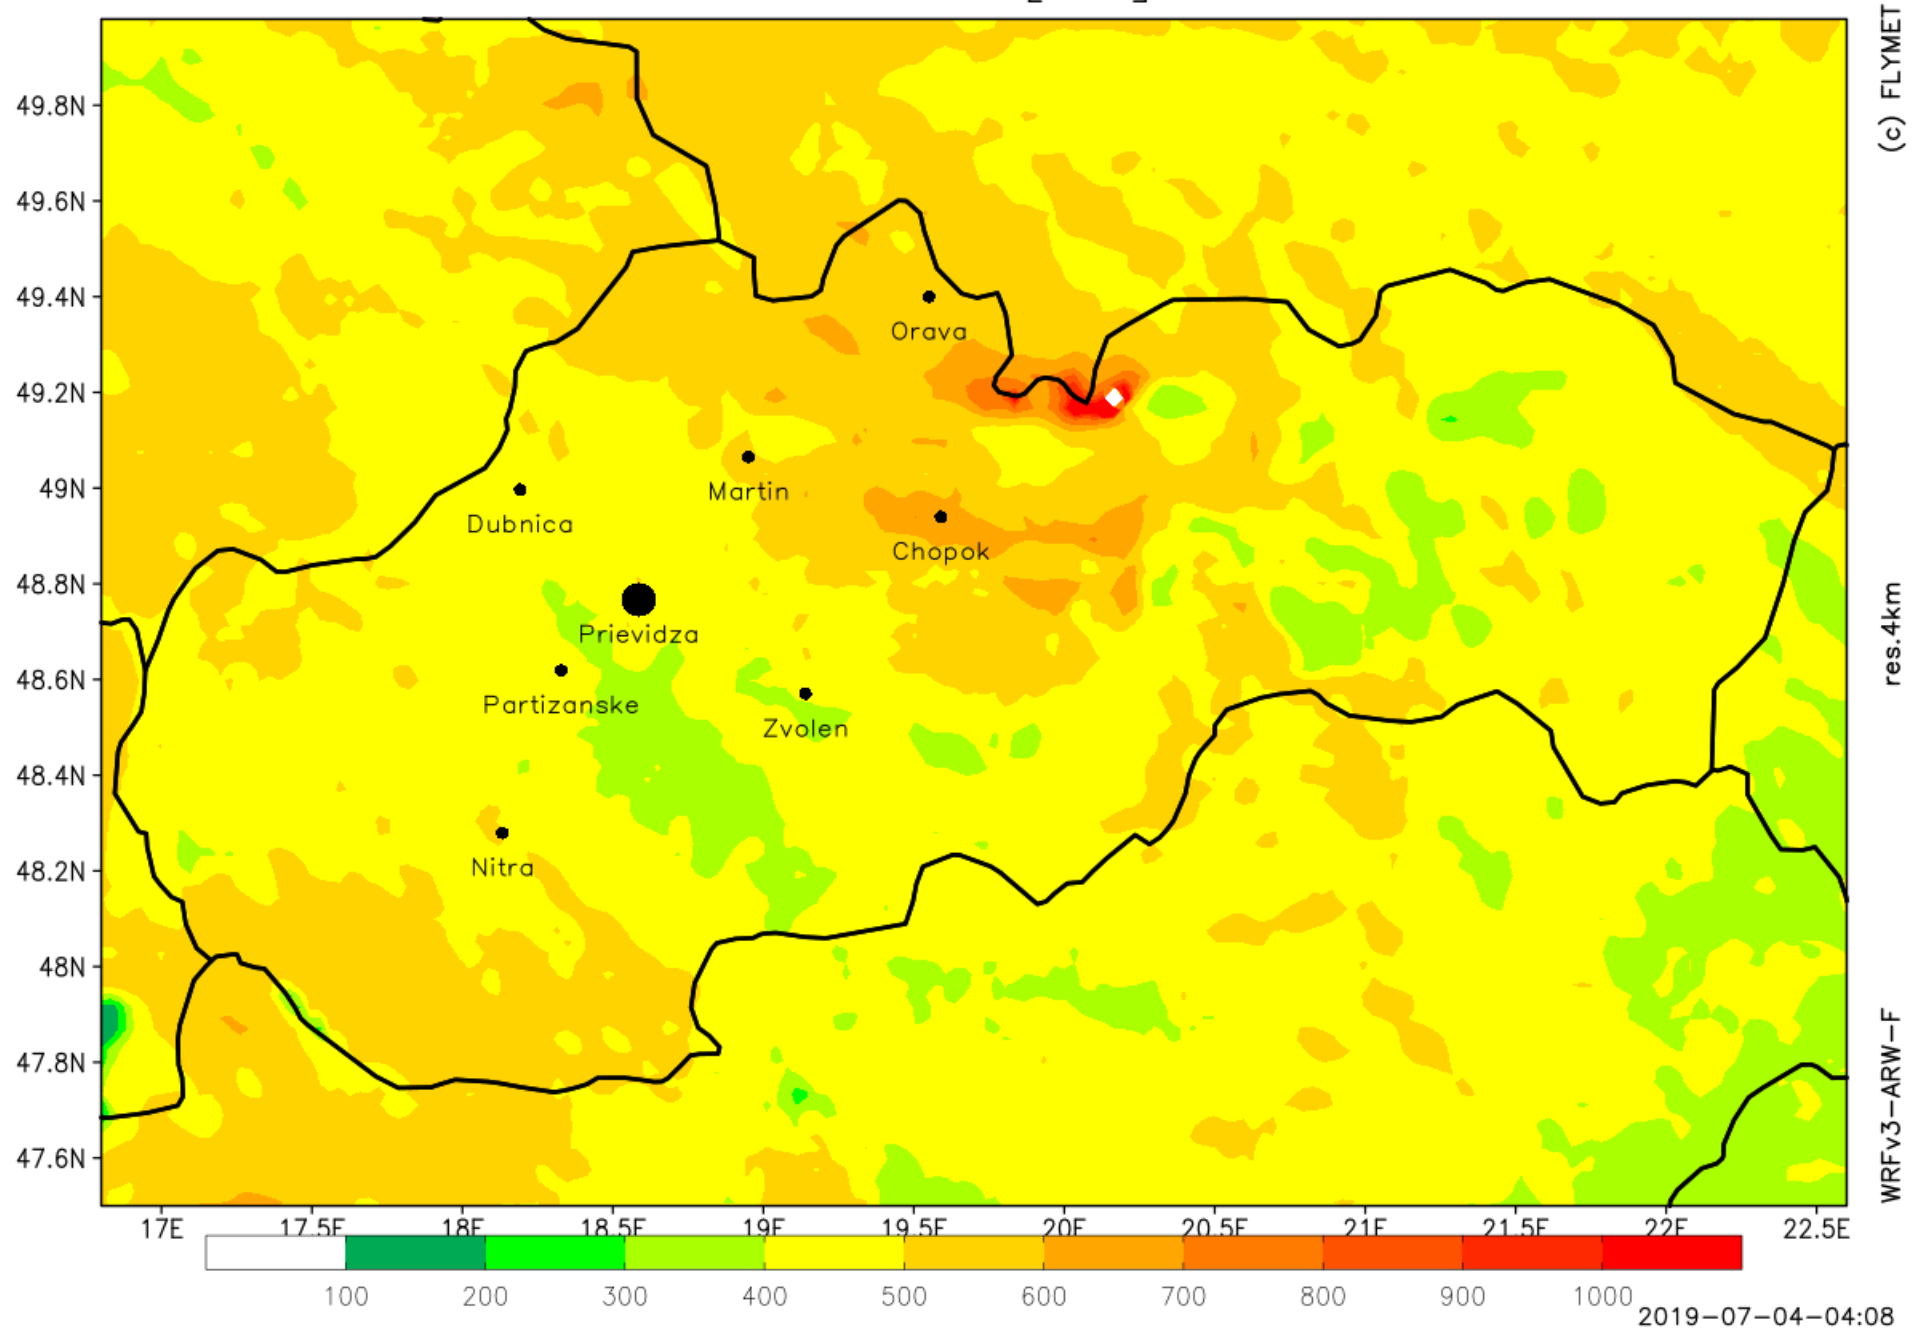 (c) FLYMET
49.8N
49.6N
49.4N
Orava
49.2N
Martin
49N
Dubnica
Chopok
48.8N
res.4km
Prievidza
48.6N
Partizanske
Zvolen
48.4N
Nitra
48.2N
48N
WRFv3-ARW-F
47.8N
47.6N
17E 17.5E 18E 18.5E 19E 19.5E 20E 20.5E 21E 21.5E 22E 22.5E
100 200 300 400 500 600 700 800 900 1000
2019-07-04-04:08